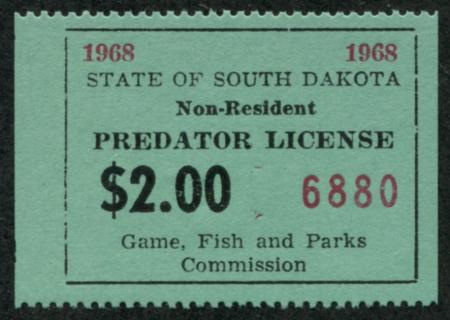 1968 1968
STATE OF SOUTH DAKOTA
Non-Resident
PREDATOR LICENSE
$2.00 6880
Game, Fish and Parks
Commission